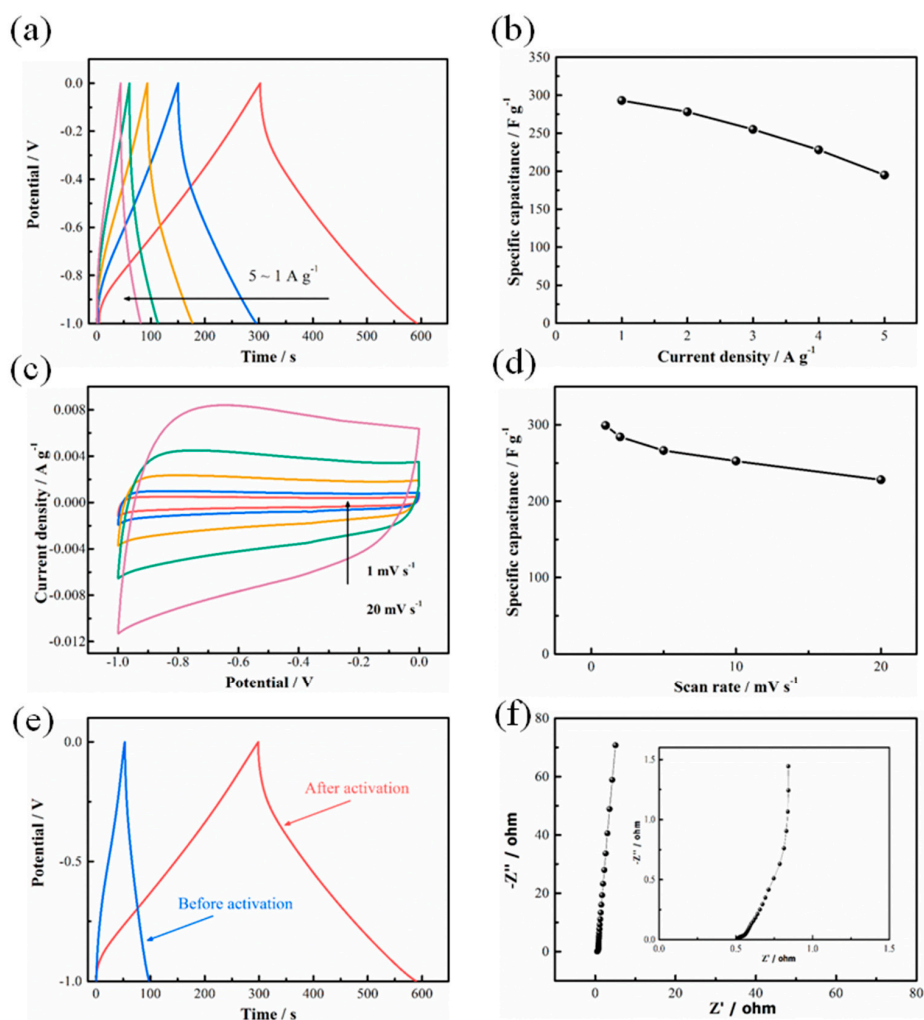 (a)
0.0
-0.2
-0.4
-0.6
-0.8
-1.0
Potential / V
5 ~ 1 A g⁻¹
0 100 200 300 400 500 600
Time / s
(b)
350
300
250
200
150
100
50
0
Specific capacitance / F g⁻¹
1 2 3 4 5
Current density / A g⁻¹
(c)
0.008
0.004
0.000
-0.004
-0.008
-0.012
Current density / A g⁻¹
1 mV s⁻¹
20 mV s⁻¹
-1.0 -0.8 -0.6 -0.4 -0.2 0.0
Potential / V
(d)
300
200
100
0
Specific capacitance / F g⁻¹
0 10 20
Scan rate / mV s⁻¹
(e)
0.0
-0.5
-1.0
Potential / V
After activation
Before activation
0 100 200 300 400 500 600
Time / s
(f)
80
60
40
20
0
-Z'' / ohm
0 20 40 60 80
Z' / ohm
1.5
1.0
0.5
0.0
-Z'' / ohm
0.0 0.5 1.0 1.5
Z' / ohm